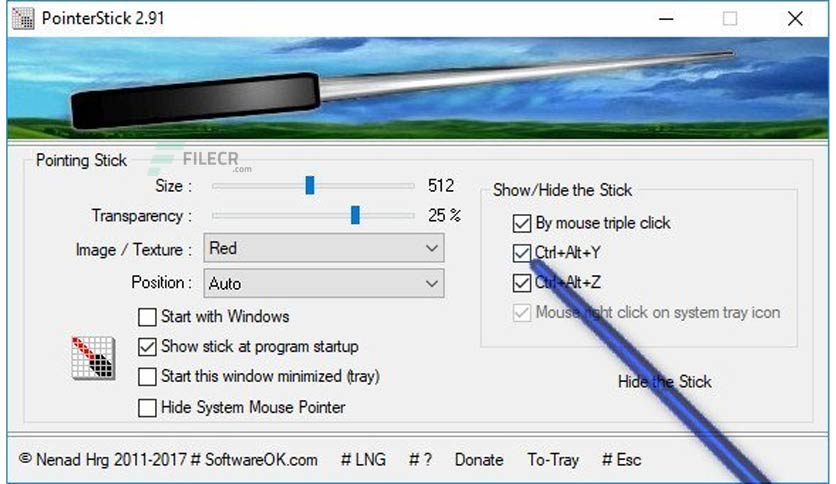 PointerStick 2.91
Pointing Stick
FILECR
.com
Size : 512
Transparency : 25 %
Image / Texture : Red
Position : Auto
Start with Windows
Show stick at program startup
Start this window minimized (tray)
Hide System Mouse Pointer
Show/Hide the Stick
By mouse triple click
Ctrl+Alt+Y
Ctrl+Alt+Z
Mouse right click on system tray icon
Hide the Stick
© Nenad Hrg 2011-2017 # SoftwareOK.com # LNG # ? Donate To-Tray # Esc